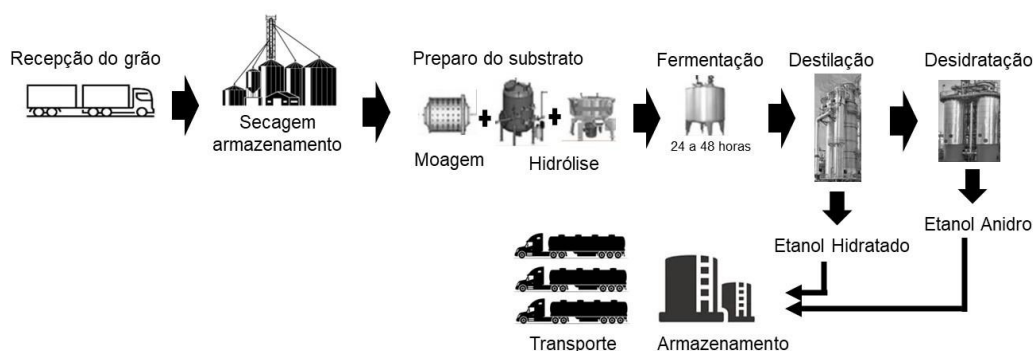 Recepção do grão
Secagem
armazenamento
Preparo do substrato
Moagem
Hidrólise
Fermentação
24 a 48 horas
Destilação
Desidratação
Etanol Hidratado
Etanol Anidro
Transporte
Armazenamento